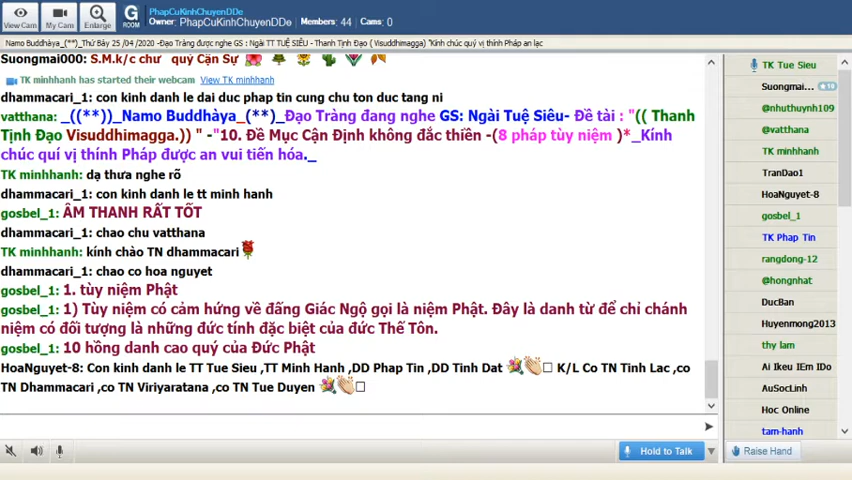 PhapCuKinhChuyenDDe
Owner: PhapCuKinhChuyenDDe Members: 44 Cams: 0
View Cam My Cam Enlarge G ROOM
Namo Buddhàya_(**)_Thứ Bảy 25 /04 /2020 -Đạo Tràng được nghe GS : Ngài TT TUỆ SIÊU - Thanh Tịnh Đạo ( Visuddhimagga) "Kính chúc quý vị thính Pháp an lạc
Suongmai000: S.M.k/c chư quý Cận Sự
TK minhhanh has started their webcam View TK minhhanh
dhammacari_1: con kinh danh le dai duc phap tin cung chu ton duc tang ni
vatthana: _((**))_Namo Buddhàya_(**)_Đạo Tràng đang nghe GS: Ngài Tuệ Siêu- Đề tài : "(( Thanh
Tịnh Đạo Visuddhimagga.)) " -"10. Đề Mục Cận Định không đắc thiền -(8 pháp tùy niệm )*_Kính
chúc quí vị thính Pháp được an vui tiến hóa._
TK minhhanh: dạ thưa nghe rõ
dhammacari_1: con kinh danh le tt minh hanh
gosbel_1: ÂM THANH RẤT TỐT
dhammacari_1: chao chu vatthana
TK minhhanh: kính chào TN dhammacari
dhammacari_1: chao co hoa nguyet
gosbel_1: 1. tùy niệm Phật
gosbel_1: 1) Tùy niệm có cảm hứng về đấng Giác Ngộ gọi là niệm Phật. Đây là danh từ để chỉ chánh
niệm có đối tượng là những đức tính đặc biệt của đức Thế Tôn.
gosbel_1: 10 hồng danh cao quý của Đức Phật
HoaNguyet-8: Con kinh danh le TT Tue Sieu ,TT Minh Hanh ,DD Phap Tin ,DD Tinh Dat K/L Co TN Tinh Lac ,co
TN Dhammacari ,co TN Viriyaratana ,co TN Tue Duyen
TK Tue Sieu
Suongmai... 10
@nhuthuynh109
@vatthana
TK minhhanh
TranDao1
HoaNguyet-8
gosbel_1
TK Phap Tin
rangdong-12
@hongnhat
DucBan
Huyenmong2013
thy lam
Ai Ikeu IEm IDo
AuSocLinh
Hoc Online
tam-hanh
Hold to Talk
Raise Hand